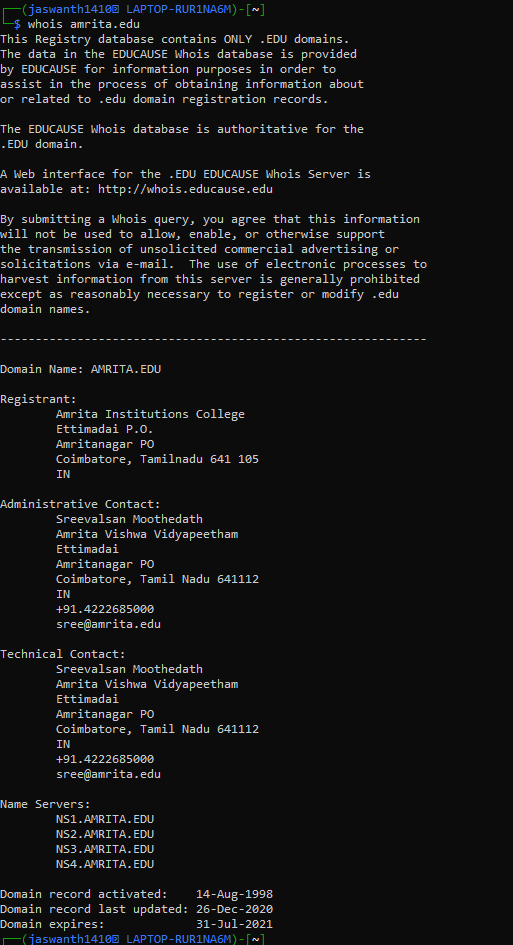 ┌──(jaswanth1410㉿ LAPTOP-RUR1NA6M)-[~]
└─$ whois amrita.edu
This Registry database contains ONLY .EDU domains.
The data in the EDUCAUSE Whois database is provided
by EDUCAUSE for information purposes in order to
assist in the process of obtaining information about
or related to .edu domain registration records.

The EDUCAUSE Whois database is authoritative for the
.EDU domain.

A Web interface for the .EDU EDUCAUSE Whois Server is
available at: http://whois.educause.edu

By submitting a Whois query, you agree that this information
will not be used to allow, enable, or otherwise support
the transmission of unsolicited commercial advertising or
solicitations via e-mail.  The use of electronic processes to
harvest information from this server is generally prohibited
except as reasonably necessary to register or modify .edu
domain names.

-------------------------------------------------------------

Domain Name: AMRITA.EDU

Registrant:
        Amrita Institutions College
        Ettimadai P.O.
        Amritanagar PO
        Coimbatore, Tamilnadu 641 105
        IN

Administrative Contact:
        Sreevalsan Moothedath
        Amrita Vishwa Vidyapeetham
        Ettimadai
        Amritanagar PO
        Coimbatore, Tamil Nadu 641112
        IN
        +91.4222685000
        sree@amrita.edu

Technical Contact:
        Sreevalsan Moothedath
        Amrita Vishwa Vidyapeetham
        Ettimadai
        Amritanagar PO
        Coimbatore, Tamil Nadu 641112
        IN
        +91.4222685000
        sree@amrita.edu

Name Servers:
        NS1.AMRITA.EDU
        NS2.AMRITA.EDU
        NS3.AMRITA.EDU
        NS4.AMRITA.EDU

Domain record activated:    14-Aug-1998
Domain record last updated: 26-Dec-2020
Domain expires:             31-Jul-2021
┌──(jaswanth1410㉿ LAPTOP-RUR1NA6M)-[~]